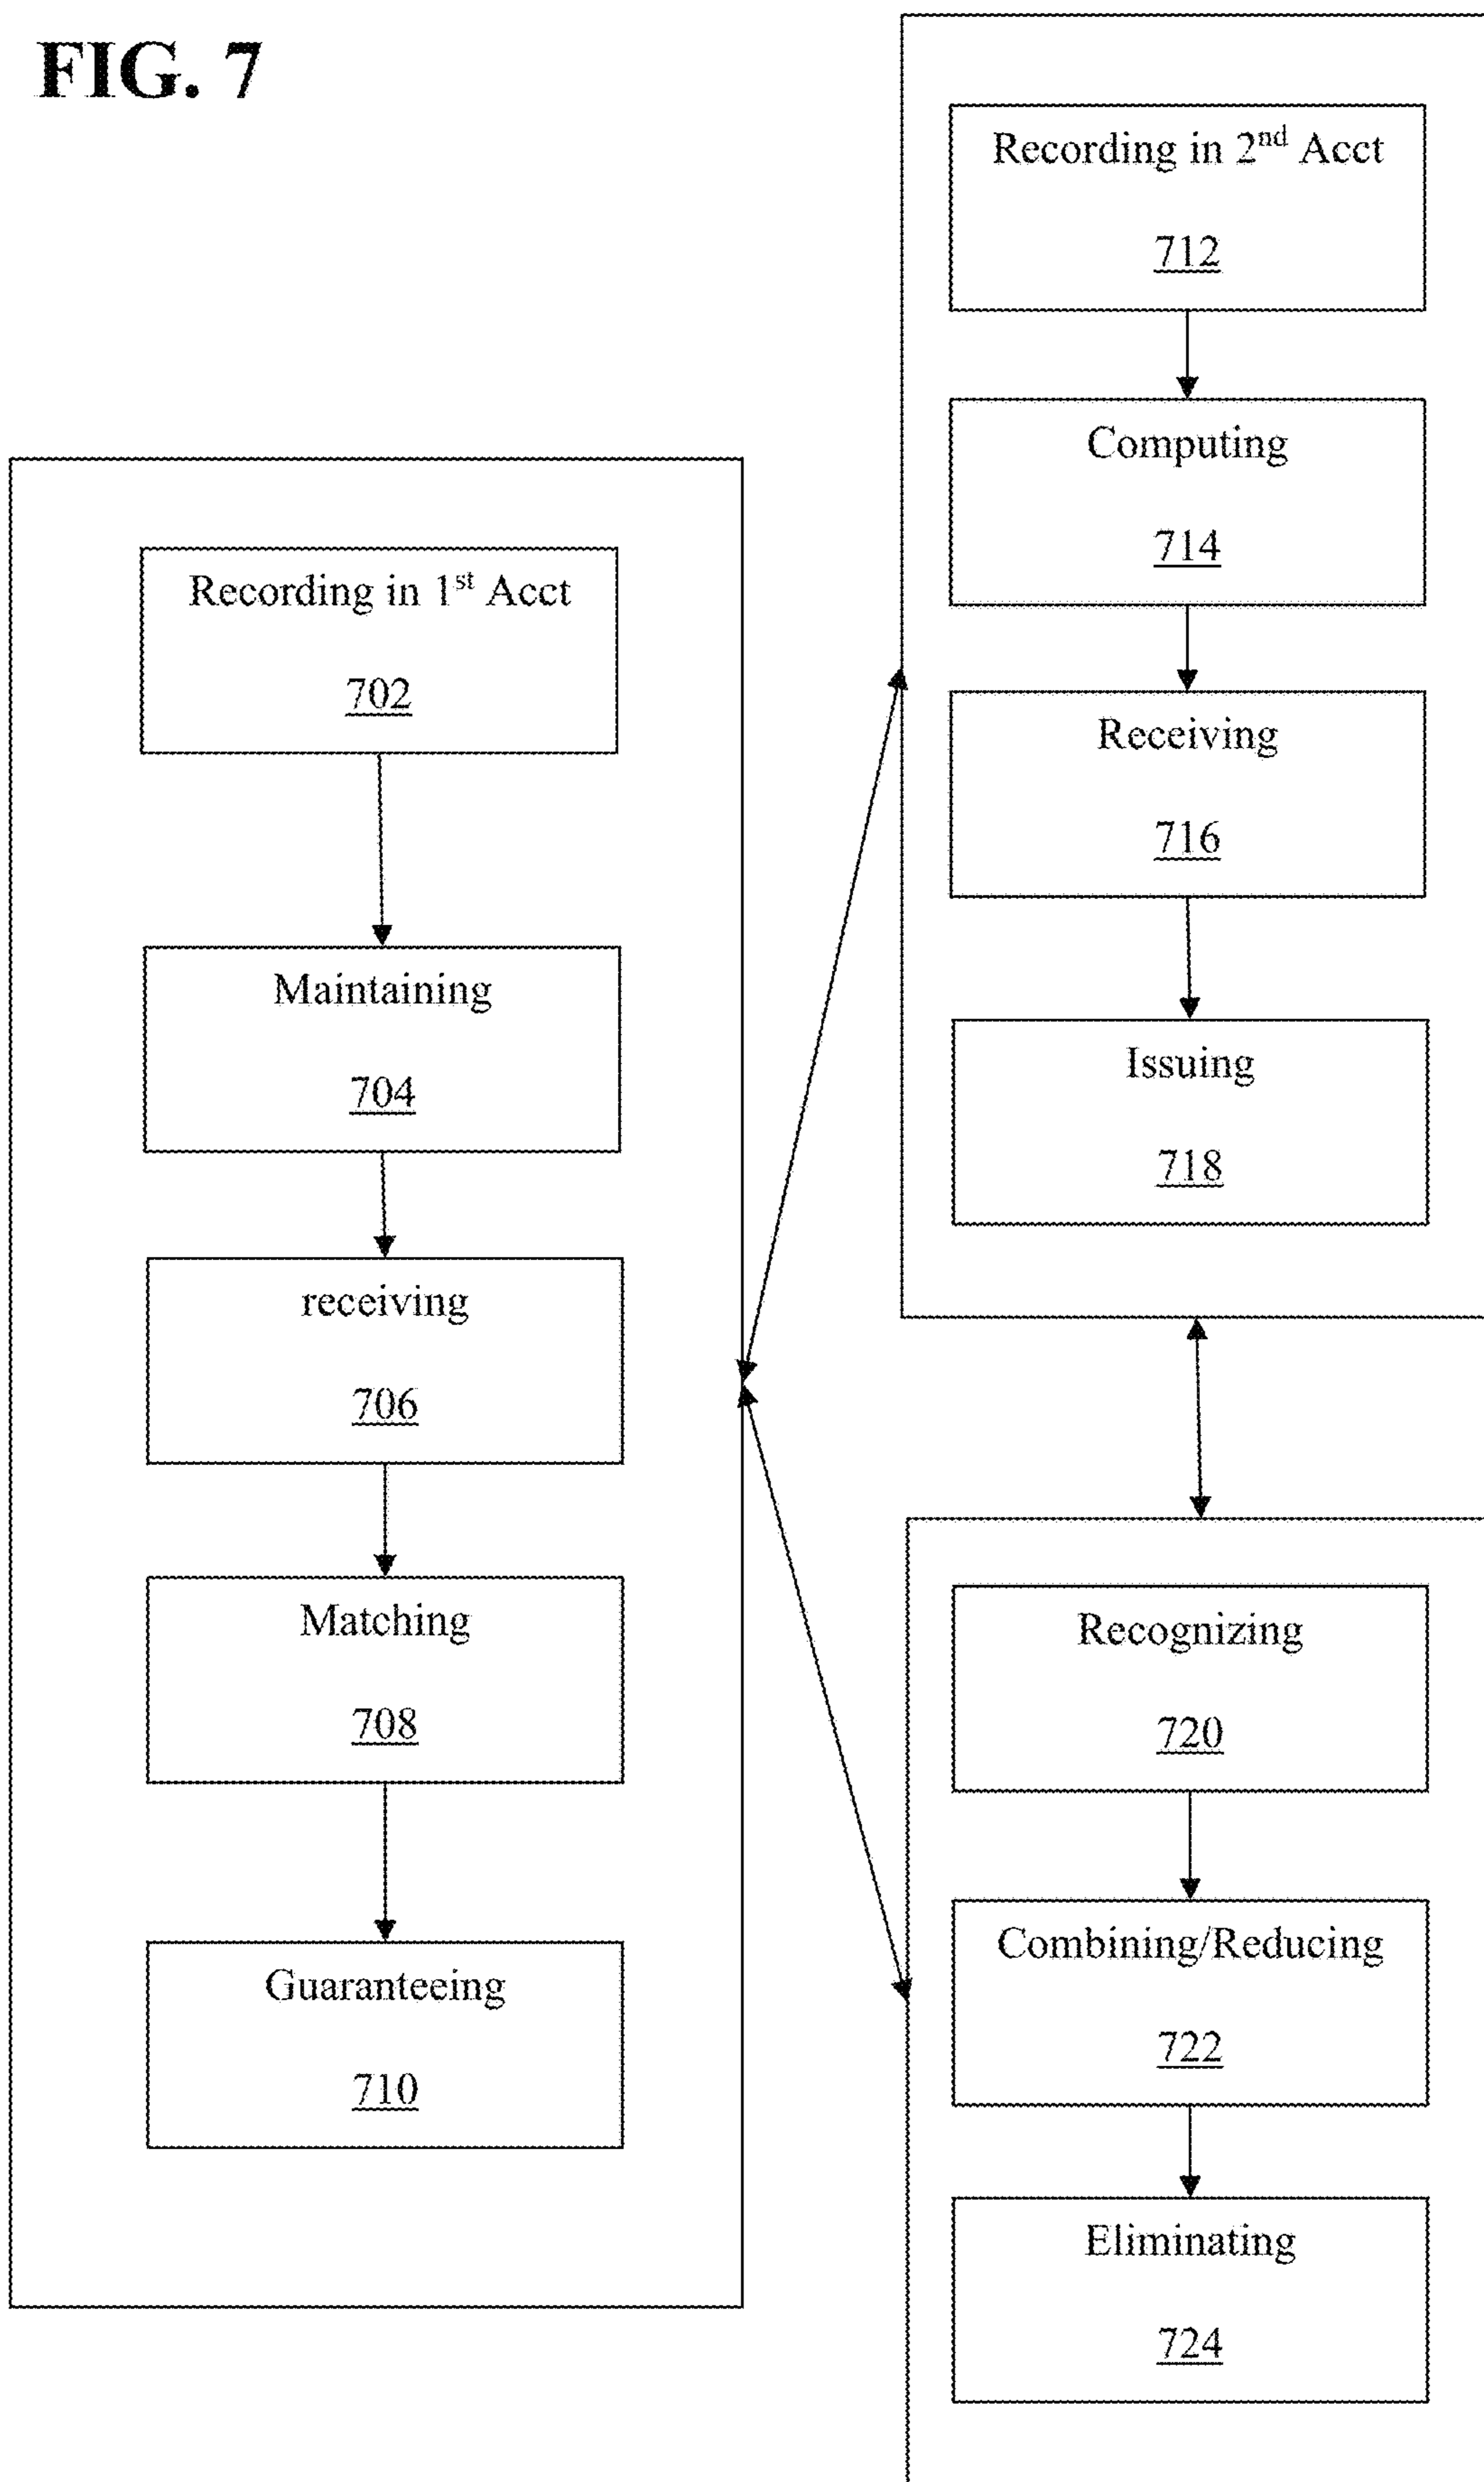 FIG. 7
Recording in 1st Acct
702
Maintaining
704
receiving
706
Matching
708
Guaranteeing
710
Recording in 2nd Acct
712
Computing
714
Receiving
716
Issuing
718
Recognizing
720
Combining/Reducing
722
Eliminating
724